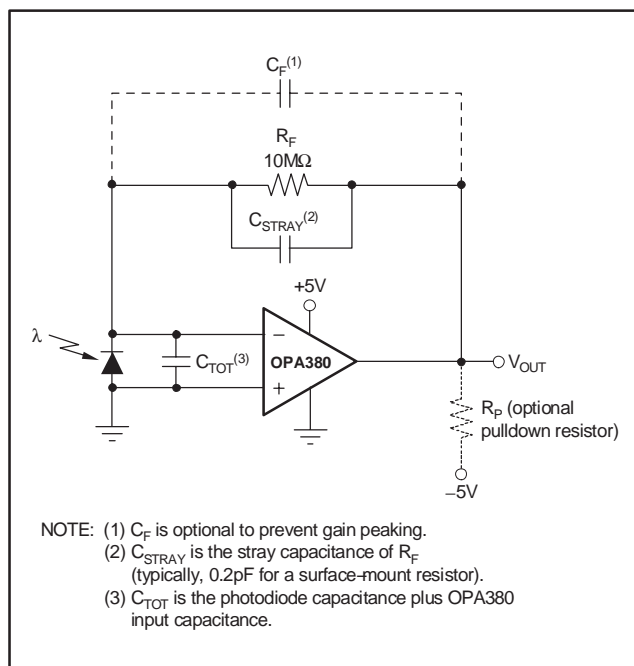 C_F(1)
R_F
10MΩ
C_STRAY(2)
+5V
λ
C_TOT(3)
−
OPA380
+
V_OUT
R_P (optional
pulldown resistor)
−5V
NOTE: (1) C_F is optional to prevent gain peaking.
(2) C_STRAY is the stray capacitance of R_F
(typically, 0.2pF for a surface-mount resistor).
(3) C_TOT is the photodiode capacitance plus OPA380
input capacitance.